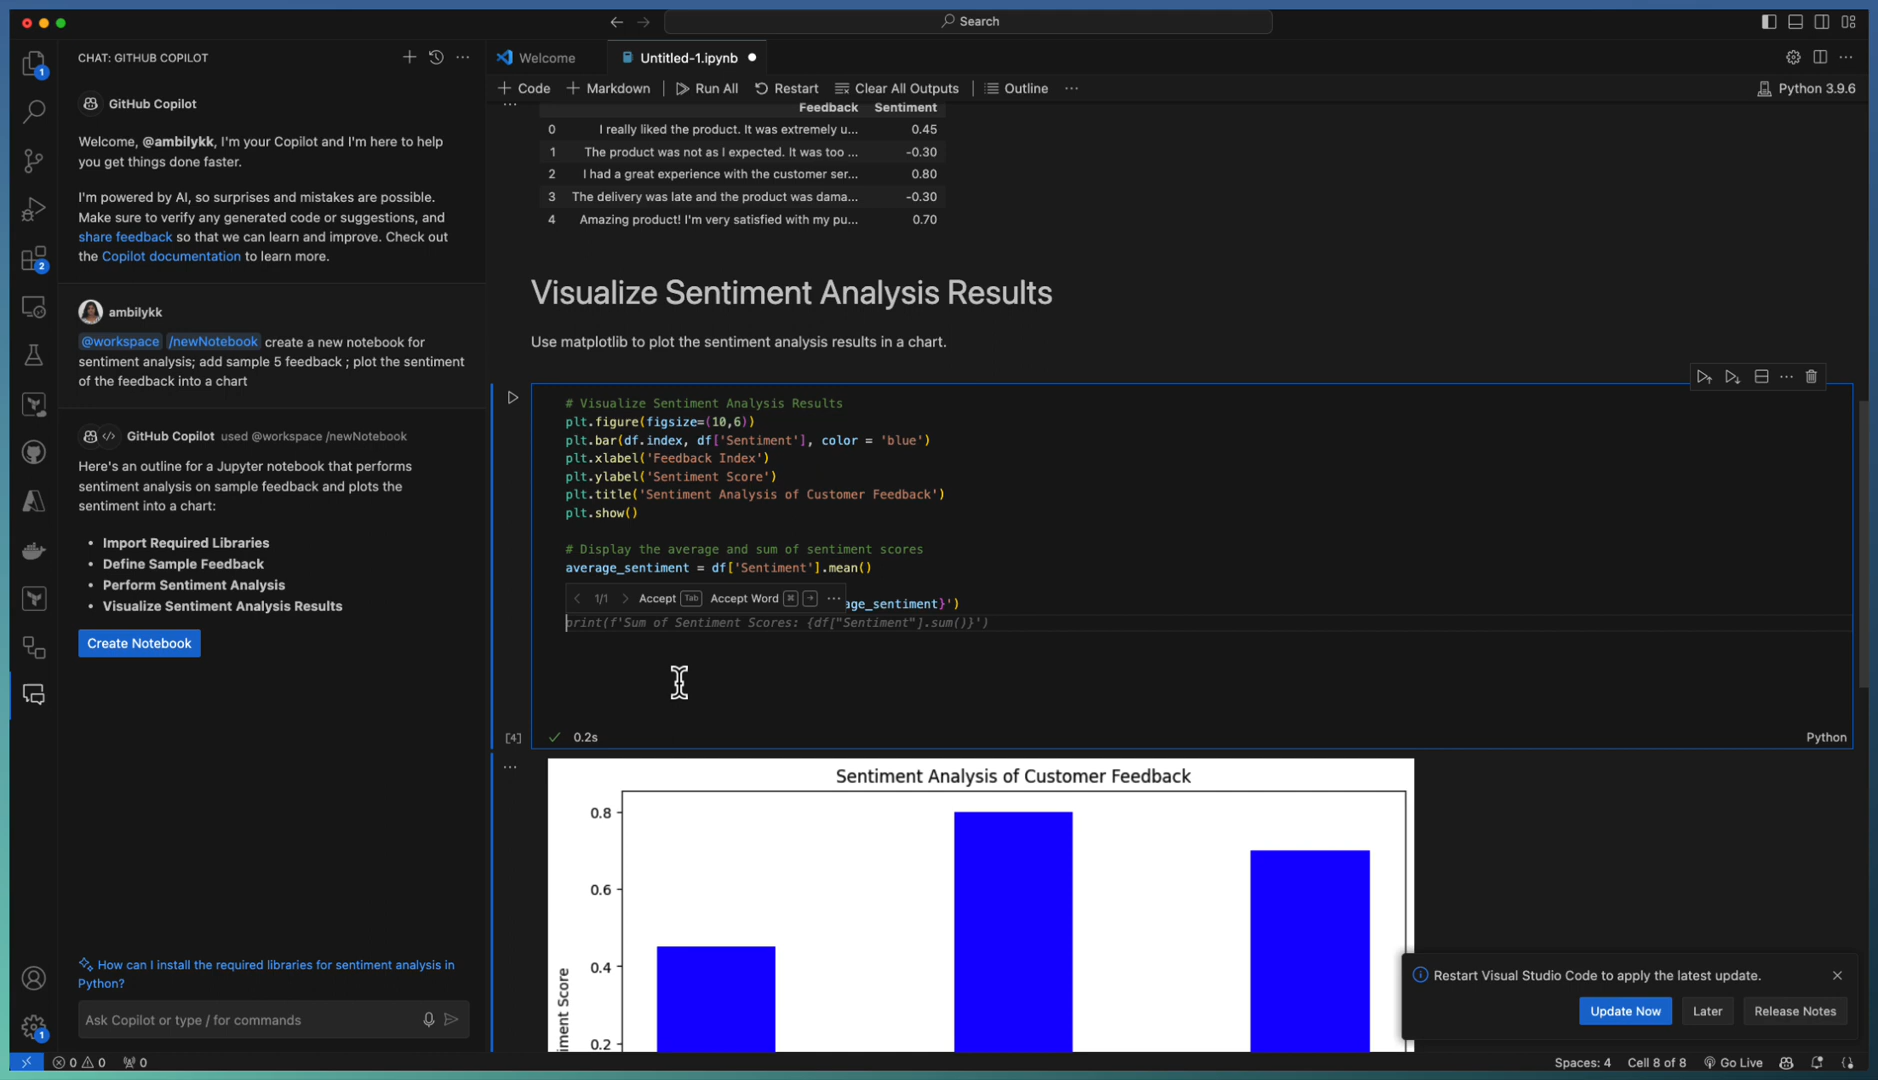 Search
CHAT: GITHUB COPILOT
Welcome
Untitled-1.ipynb
Code
Markdown
Run All
Restart
Clear All Outputs
Outline
Python 3.9.6
1
2
1
GitHub Copilot
Welcome, @ambilykk, I'm your Copilot and I'm here to help
you get things done faster.
I'm powered by AI, so surprises and mistakes are possible.
Make sure to verify any generated code or suggestions, and
share feedback so that we can learn and improve. Check out
the Copilot documentation to learn more.
ambilykk
@workspace /newNotebook create a new notebook for
sentiment analysis; add sample 5 feedback ; plot the sentiment
of the feedback into a chart
GitHub Copilot used @workspace /newNotebook
Here's an outline for a Jupyter notebook that performs
sentiment analysis on sample feedback and plots the
sentiment into a chart:
• Import Required Libraries
• Define Sample Feedback
• Perform Sentiment Analysis
• Visualize Sentiment Analysis Results
Create Notebook
How can I install the required libraries for sentiment analysis in
Python?
Ask Copilot or type / for commands
Feedback Sentiment
0 I really liked the product. It was extremely u... 0.45
1 The product was not as I expected. It was too ... -0.30
2 I had a great experience with the customer ser... 0.80
3 The delivery was late and the product was dama... -0.30
4 Amazing product! I'm very satisfied with my pu... 0.70
Visualize Sentiment Analysis Results
Use matplotlib to plot the sentiment analysis results in a chart.
# Visualize Sentiment Analysis Results
plt.figure(figsize=(10,6))
plt.bar(df.index, df['Sentiment'], color = 'blue')
plt.xlabel('Feedback Index')
plt.ylabel('Sentiment Score')
plt.title('Sentiment Analysis of Customer Feedback')
plt.show()
# Display the average and sum of sentiment scores
average_sentiment = df['Sentiment'].mean()
1/1 Accept Tab Accept Word ⌘ →
age_sentiment}')
print(f'Sum of Sentiment Scores: {df["Sentiment"].sum()}')
[4] 0.2s
Python
Sentiment Analysis of Customer Feedback
0.8
0.6
0.4
0.2
iment Score
Restart Visual Studio Code to apply the latest update.
Update Now
Later
Release Notes
0 0 0
Spaces: 4
Cell 8 of 8
Go Live